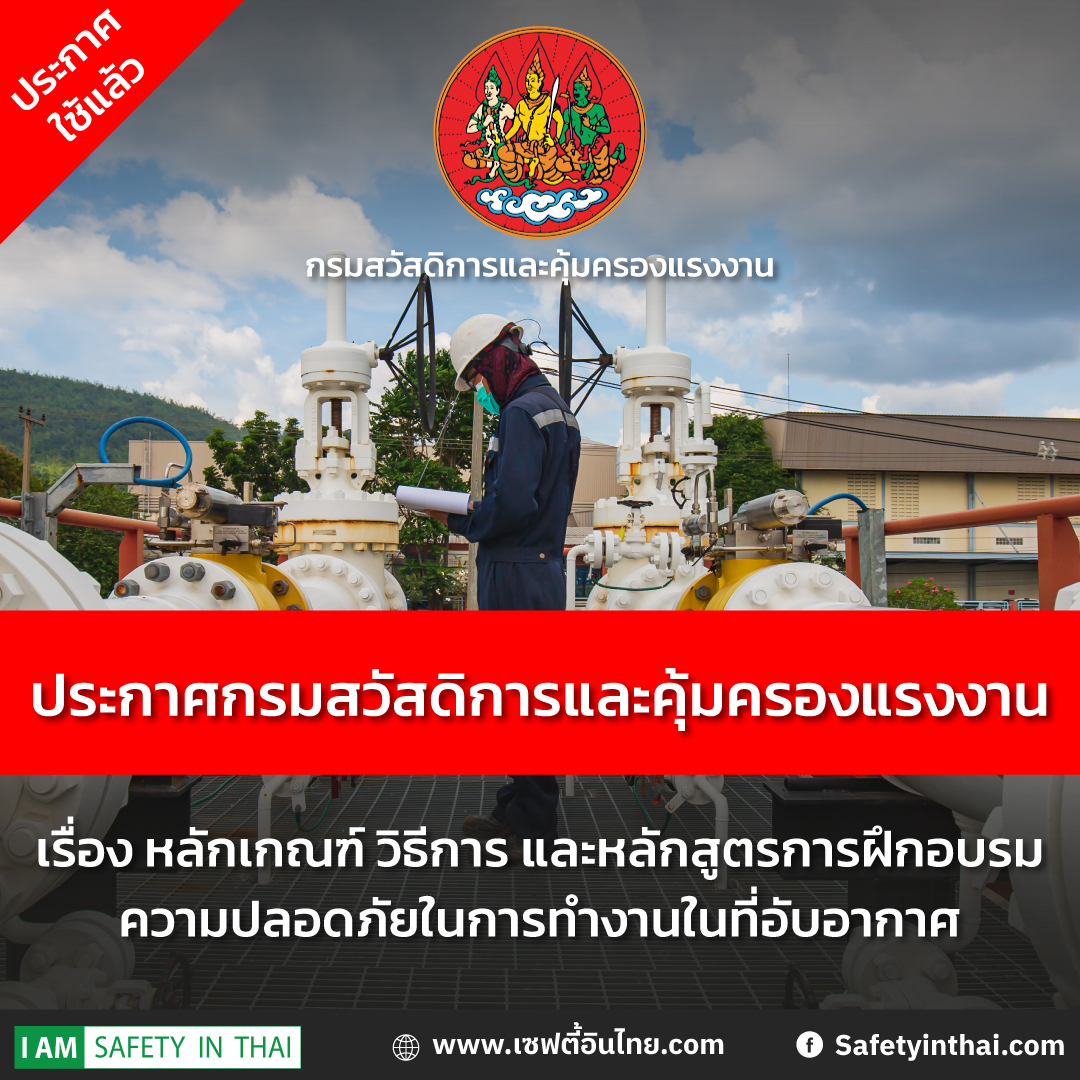 ประกาศ
ใช้แล้ว
กรมสวัสดิการและคุ้มครองแรงงาน
ประกาศกรมสวัสดิการและคุ้มครองแรงงาน
เรื่อง หลักเกณฑ์ วิธีการ และหลักสูตรการฝึกอบรม
ความปลอดภัยในการทำงานในที่อับอากาศ
I AM SAFETY IN THAI
www.เซฟตี้อินไทย.com
Safetyinthai.com